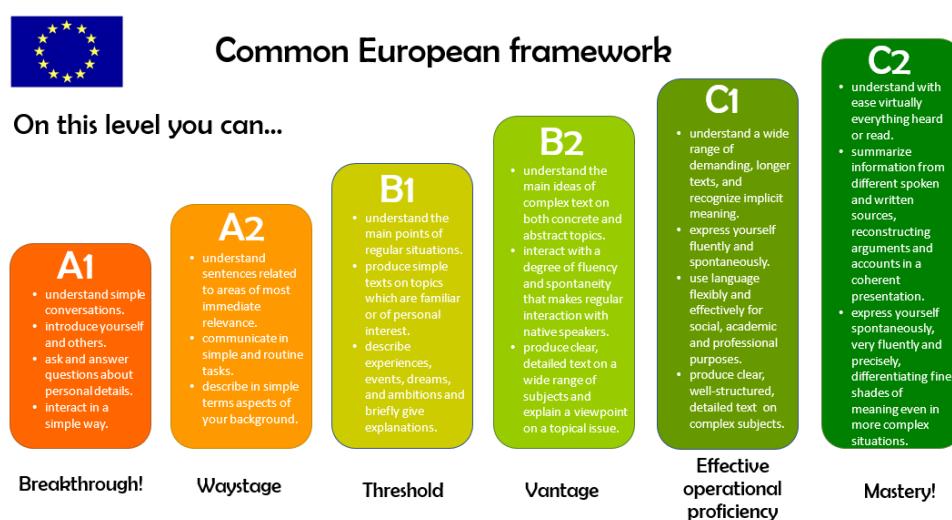 Common European framework
On this level you can...
A1
• understand simple
conversations.
• introduce yourself
and others.
• ask and answer
questions about
personal details.
• interact in a
simple way.
Breakthrough!
A2
• understand
sentences related
to areas of most
immediate
relevance.
• communicate in
simple and routine
tasks.
• describe in simple
terms aspects of
your background.
Waystage
B1
• understand the
main points of
regular situations.
• produce simple
texts on topics
which are familiar
or of personal
interest.
• describe
experiences,
events, dreams,
and ambitions and
briefly give
explanations.
Threshold
B2
• understand the
main ideas of
complex text on
both concrete and
abstract topics.
• interact with a
degree of fluency
and spontaneity
that makes regular
interaction with
native speakers.
• produce clear,
detailed text on a
wide range of
subjects and
explain a viewpoint
on a topical issue.
Vantage
C1
• understand a wide
range of
demanding, longer
texts, and
recognize implicit
meaning.
• express yourself
fluently and
spontaneously.
• use language
flexibly and
effectively for
social, academic
and professional
purposes.
• produce clear,
well-structured,
detailed text on
complex subjects.
Effective
operational
proficiency
C2
• understand with
ease virtually
everything heard
or read.
• summarize
information from
different spoken
and written
sources,
reconstructing
arguments and
accounts in a
coherent
presentation.
• express yourself
spontaneously,
very fluently and
precisely,
differentiating fine
shades of
meaning even in
more complex
situations.
Mastery!